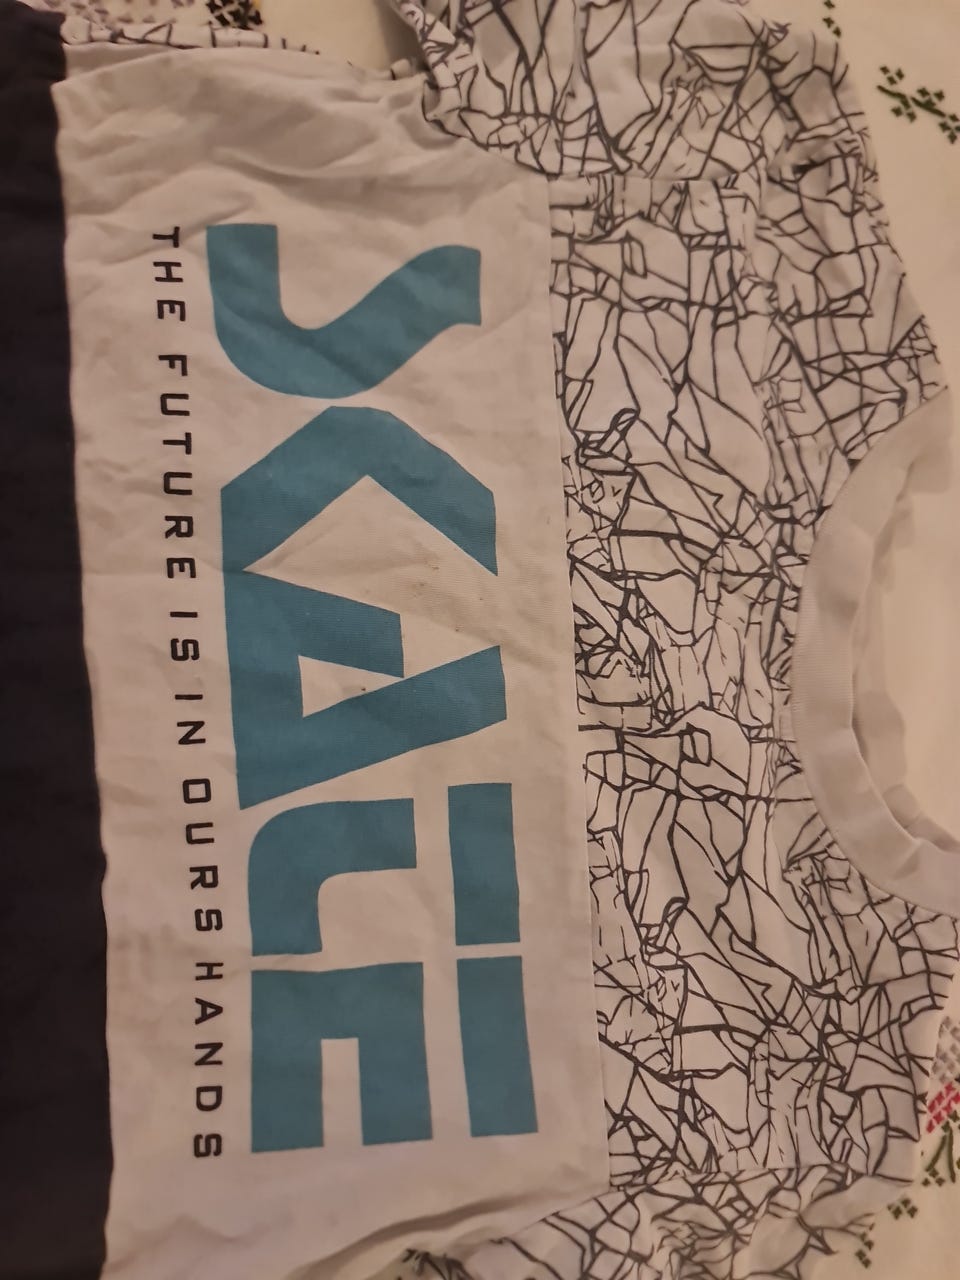 SKATE
THE FUTURE IS IN OURS HANDS